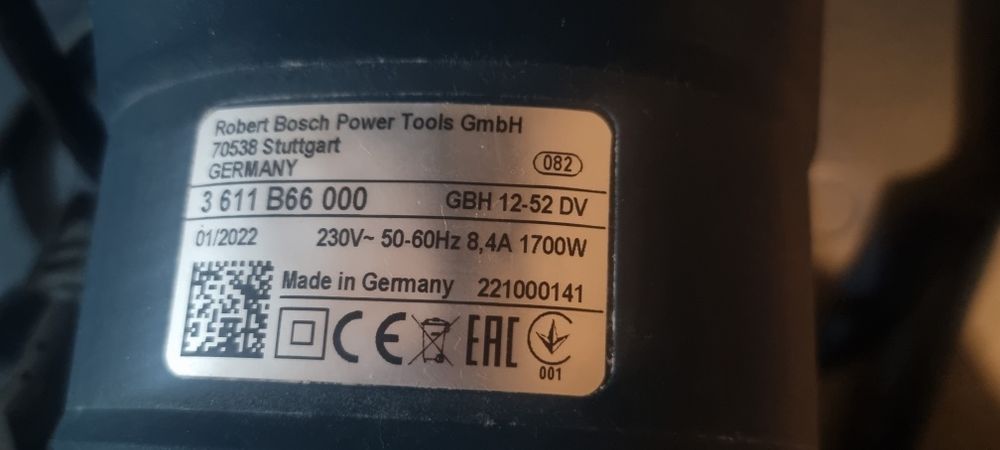 Robert Bosch Power Tools GmbH
70538 Stuttgart
GERMANY
082
3 611 B66 000 GBH 12-52 DV
01/2022 230V~ 50-60Hz 8,4A 1700W
Made in Germany 221000141
CE EAC
001